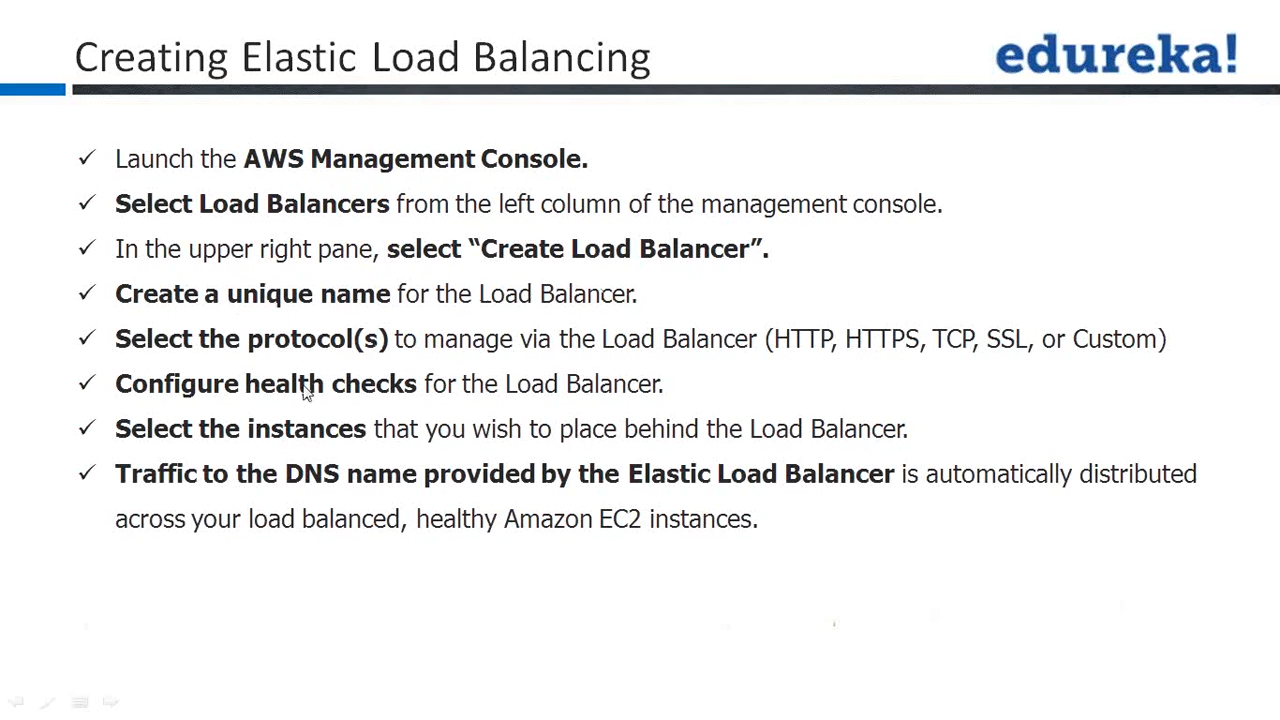 Creating Elastic Load Balancing
edureka!
✓ Launch the AWS Management Console.
✓ Select Load Balancers from the left column of the management console.
✓ In the upper right pane, select “Create Load Balancer”.
✓ Create a unique name for the Load Balancer.
✓ Select the protocol(s) to manage via the Load Balancer (HTTP, HTTPS, TCP, SSL, or Custom)
✓ Configure health checks for the Load Balancer.
✓ Select the instances that you wish to place behind the Load Balancer.
✓ Traffic to the DNS name provided by the Elastic Load Balancer is automatically distributed
across your load balanced, healthy Amazon EC2 instances.